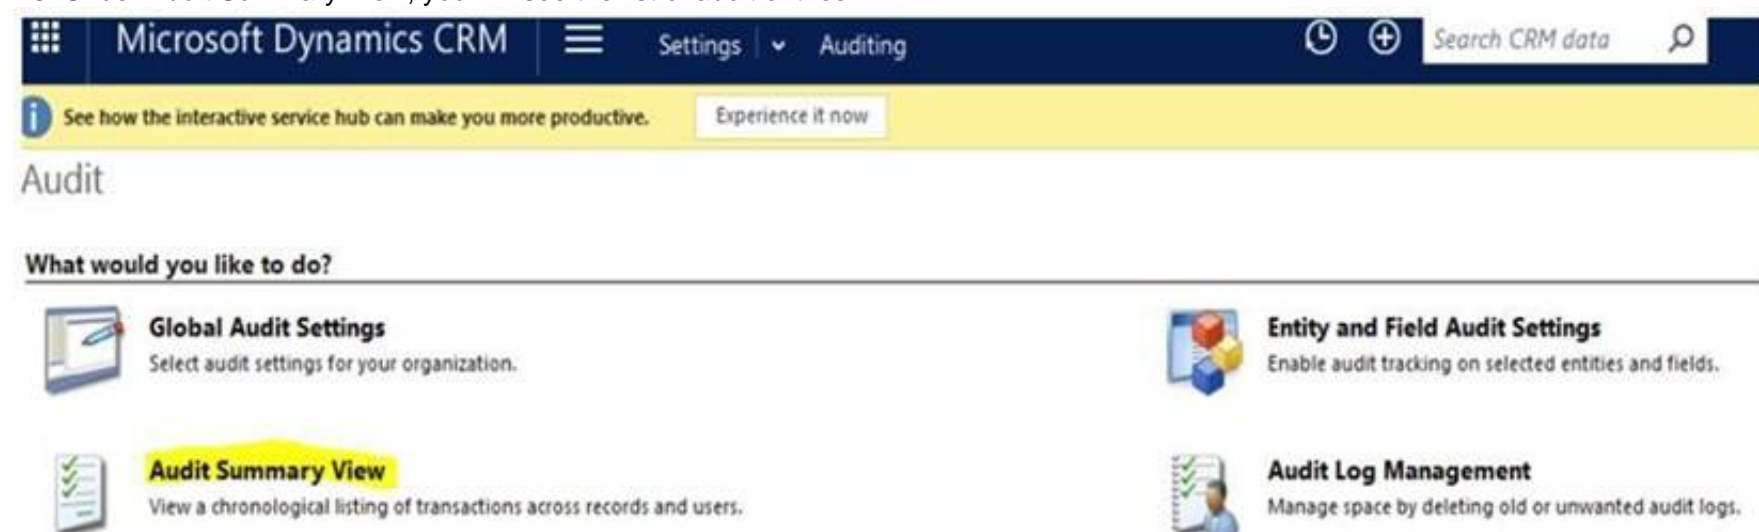 Microsoft Dynamics CRM Settings Auditing Search CRM data
See how the interactive service hub can make you more productive. Experience it now
Audit
What would you like to do?
Global Audit Settings
Select audit settings for your organization.
Entity and Field Audit Settings
Enable audit tracking on selected entities and fields.
Audit Summary View
View a chronological listing of transactions across records and users.
Audit Log Management
Manage space by deleting old or unwanted audit logs.